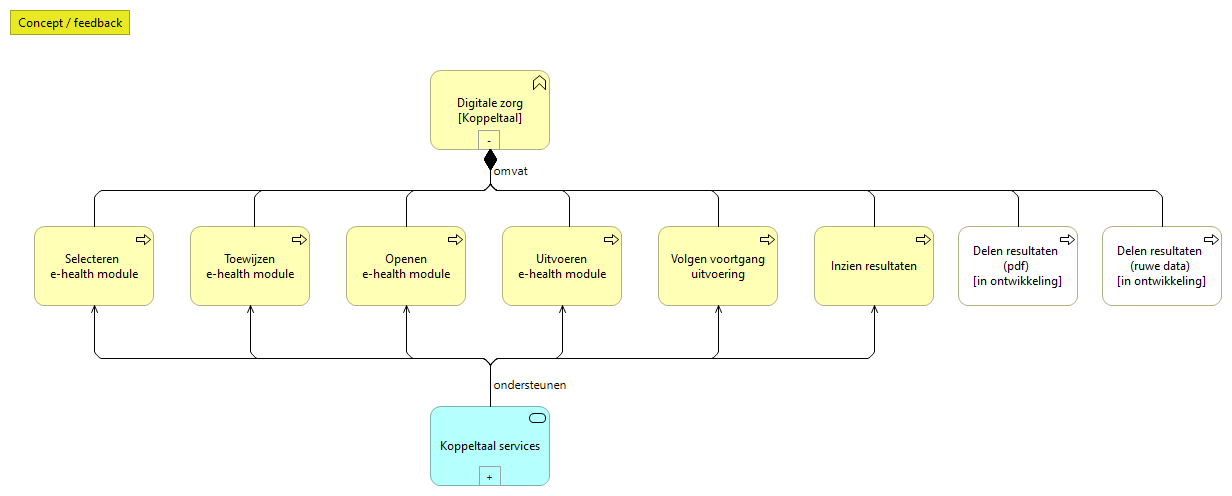 Concept / feedback
Digitale zorg
[Koppeltaal]
-
omvat
Selecteren
e-health module
Toewijzen
e-health module
Openen
e-health module
Uitvoeren
e-health module
Volgen voortgang
uitvoering
Inzien resultaten
Delen resultaten
(pdf)
[in ontwikkeling]
Delen resultaten
(ruwe data)
[in ontwikkeling]
ondersteunen
Koppeltaal services
+